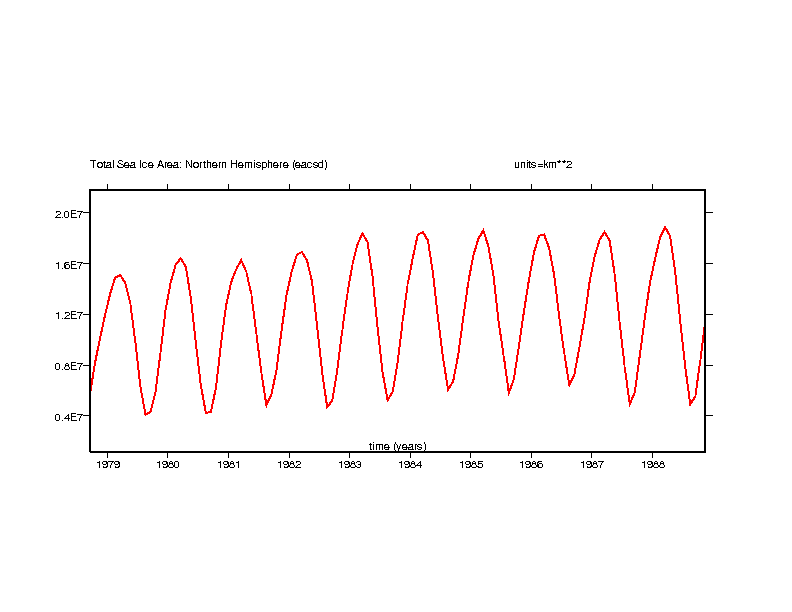 Total Sea Ice Area: Northern Hemisphere (eacsd) units=km**2
2.0E7
1.6E7
1.2E7
0.8E7
0.4E7
time (years)
1979 1980 1981 1982 1983 1984 1985 1986 1987 1988